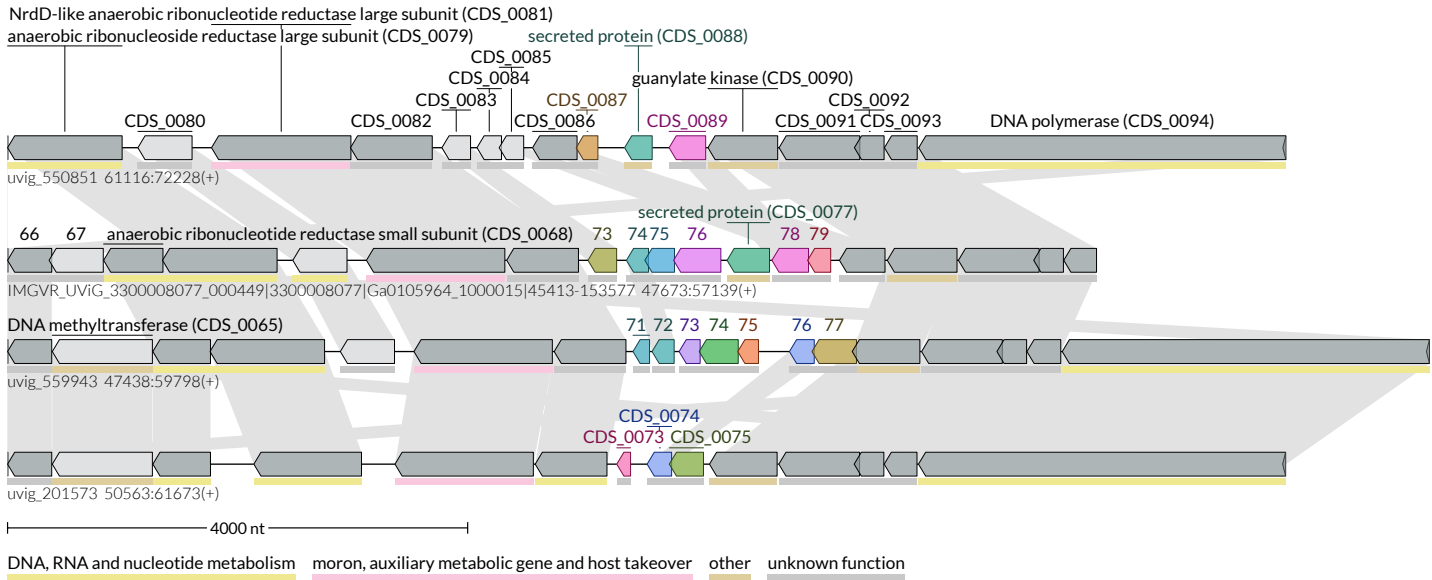 NrdD-like anaerobic ribonucleotide reductase large subunit (CDS_0081)
anaerobic ribonucleoside reductase large subunit (CDS_0079) secreted protein (CDS_0088)
CDS_0085
CDS_0084 guanylate kinase (CDS_0090)
CDS_0083 CDS_0087 CDS_0092
CDS_0080 CDS_0082 CDS_0086 CDS_0089 CDS_0091 CDS_0093 DNA polymerase (CDS_0094)
uvig_550851 61116:72228(+)
secreted protein (CDS_0077)
66 67 anaerobic ribonucleotide reductase small subunit (CDS_0068) 73 74 75 76 78 79
IMGVR_UViG_3300008077_000449|3300008077|Ga0105964_1000015|45413-153577 47673:57139(+)
DNA methyltransferase (CDS_0065) 71 72 73 74 75 76 77
uvig_559943 47438:59798(+)
CDS_0074
CDS_0073 CDS_0075
uvig_201573 50563:61673(+)
4000 nt
DNA, RNA and nucleotide metabolism moron, auxiliary metabolic gene and host takeover other unknown function